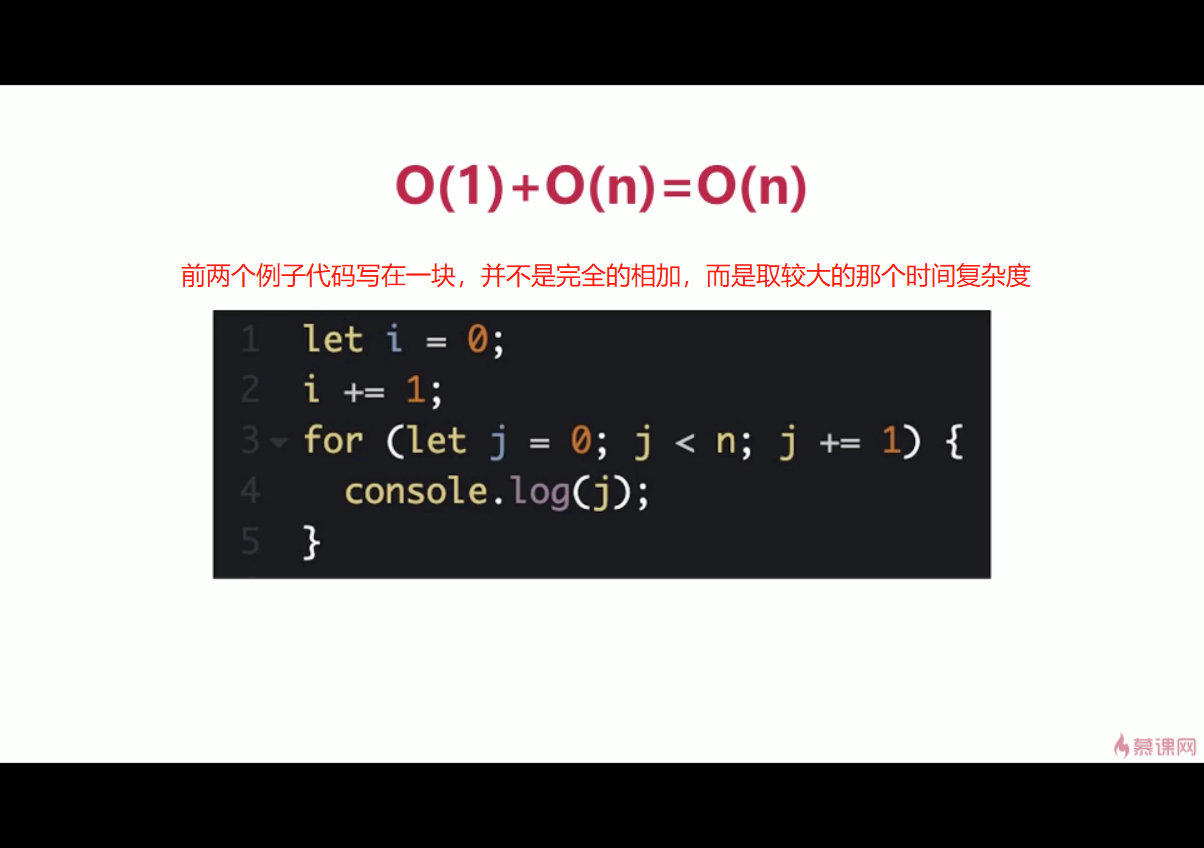 O(1)+O(n)=O(n)
前两个例子代码写在一块，并不是完全的相加，而是取较大的那个时间复杂度
1 let i = 0;
2 i += 1;
3 for (let j = 0; j < n; j += 1) {
4 console.log(j);
5 }
慕课网